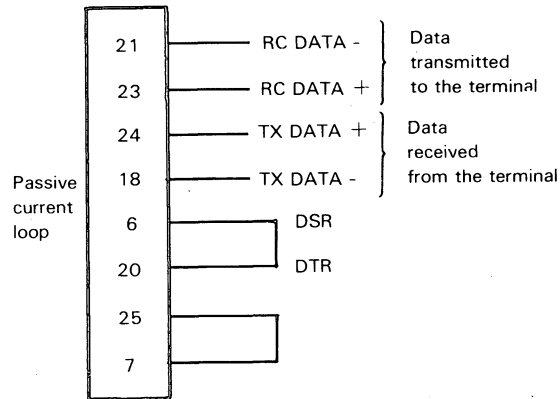 21 RC DATA - Data
transmitted
23 RC DATA + to the terminal
24 TX DATA + Data
received
18 TX DATA - from the terminal
Passive
current
loop
6 DSR
20 DTR
25
7